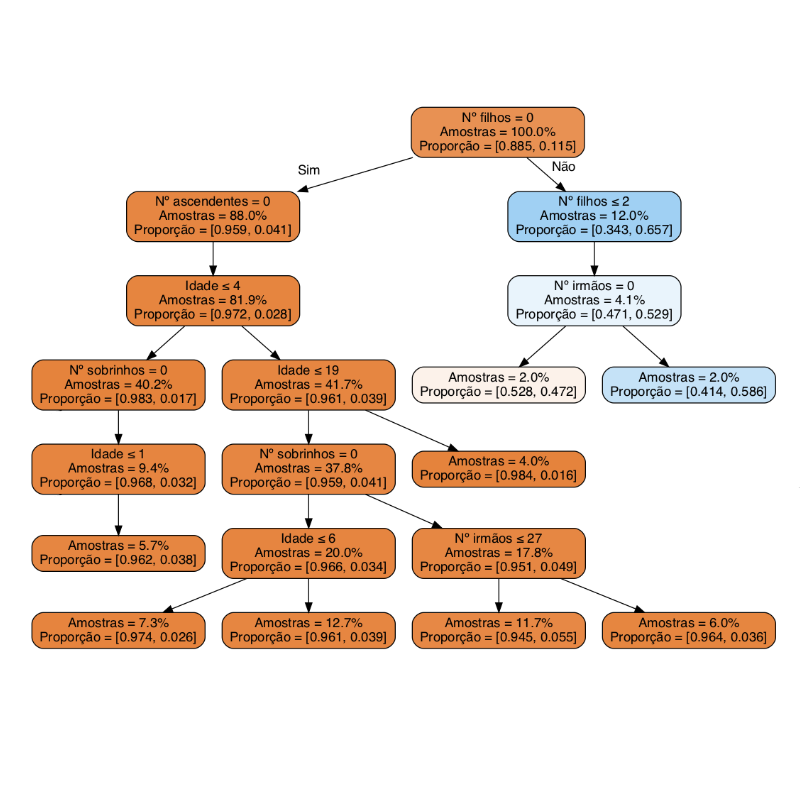 Nº filhos = 0
Amostras = 100.0%
Proporção = [0.885, 0.115]
Sim
Não
Nº ascendentes = 0
Amostras = 88.0%
Proporção = [0.959, 0.041]
Nº filhos ≤ 2
Amostras = 12.0%
Proporção = [0.343, 0.657]
Idade ≤ 4
Amostras = 81.9%
Proporção = [0.972, 0.028]
Nº irmãos = 0
Amostras = 4.1%
Proporção = [0.471, 0.529]
Nº sobrinhos = 0
Amostras = 40.2%
Proporção = [0.983, 0.017]
Idade ≤ 19
Amostras = 41.7%
Proporção = [0.961, 0.039]
Amostras = 2.0%
Proporção = [0.528, 0.472]
Amostras = 2.0%
Proporção = [0.414, 0.586]
Idade ≤ 1
Amostras = 9.4%
Proporção = [0.968, 0.032]
Nº sobrinhos = 0
Amostras = 37.8%
Proporção = [0.959, 0.041]
Amostras = 4.0%
Proporção = [0.984, 0.016]
Amostras = 5.7%
Proporção = [0.962, 0.038]
Idade ≤ 6
Amostras = 20.0%
Proporção = [0.966, 0.034]
Nº irmãos ≤ 27
Amostras = 17.8%
Proporção = [0.951, 0.049]
Amostras = 7.3%
Proporção = [0.974, 0.026]
Amostras = 12.7%
Proporção = [0.961, 0.039]
Amostras = 11.7%
Proporção = [0.945, 0.055]
Amostras = 6.0%
Proporção = [0.964, 0.036]